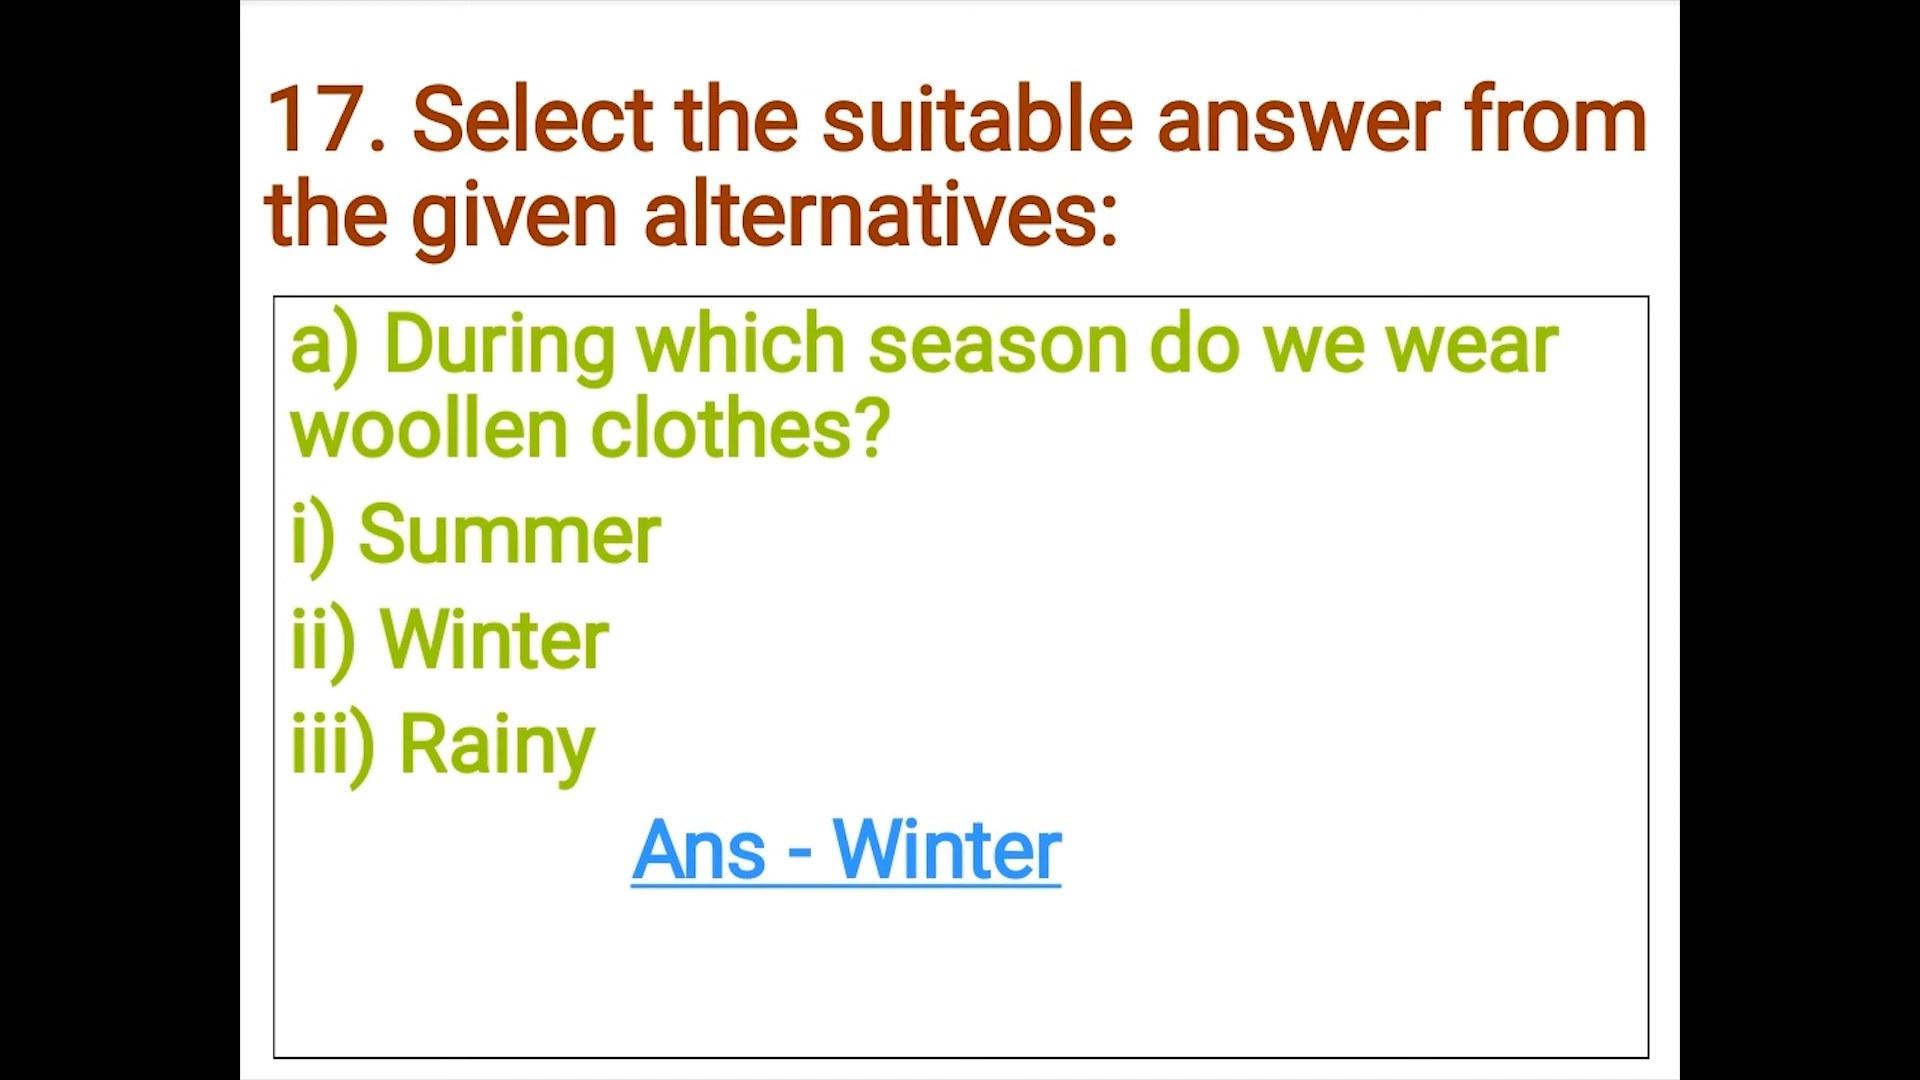 17. Select the suitable answer from
the given alternatives:
a) During which season do we wear
woollen clothes?
i) Summer
ii) Winter
iii) Rainy
Ans - Winter